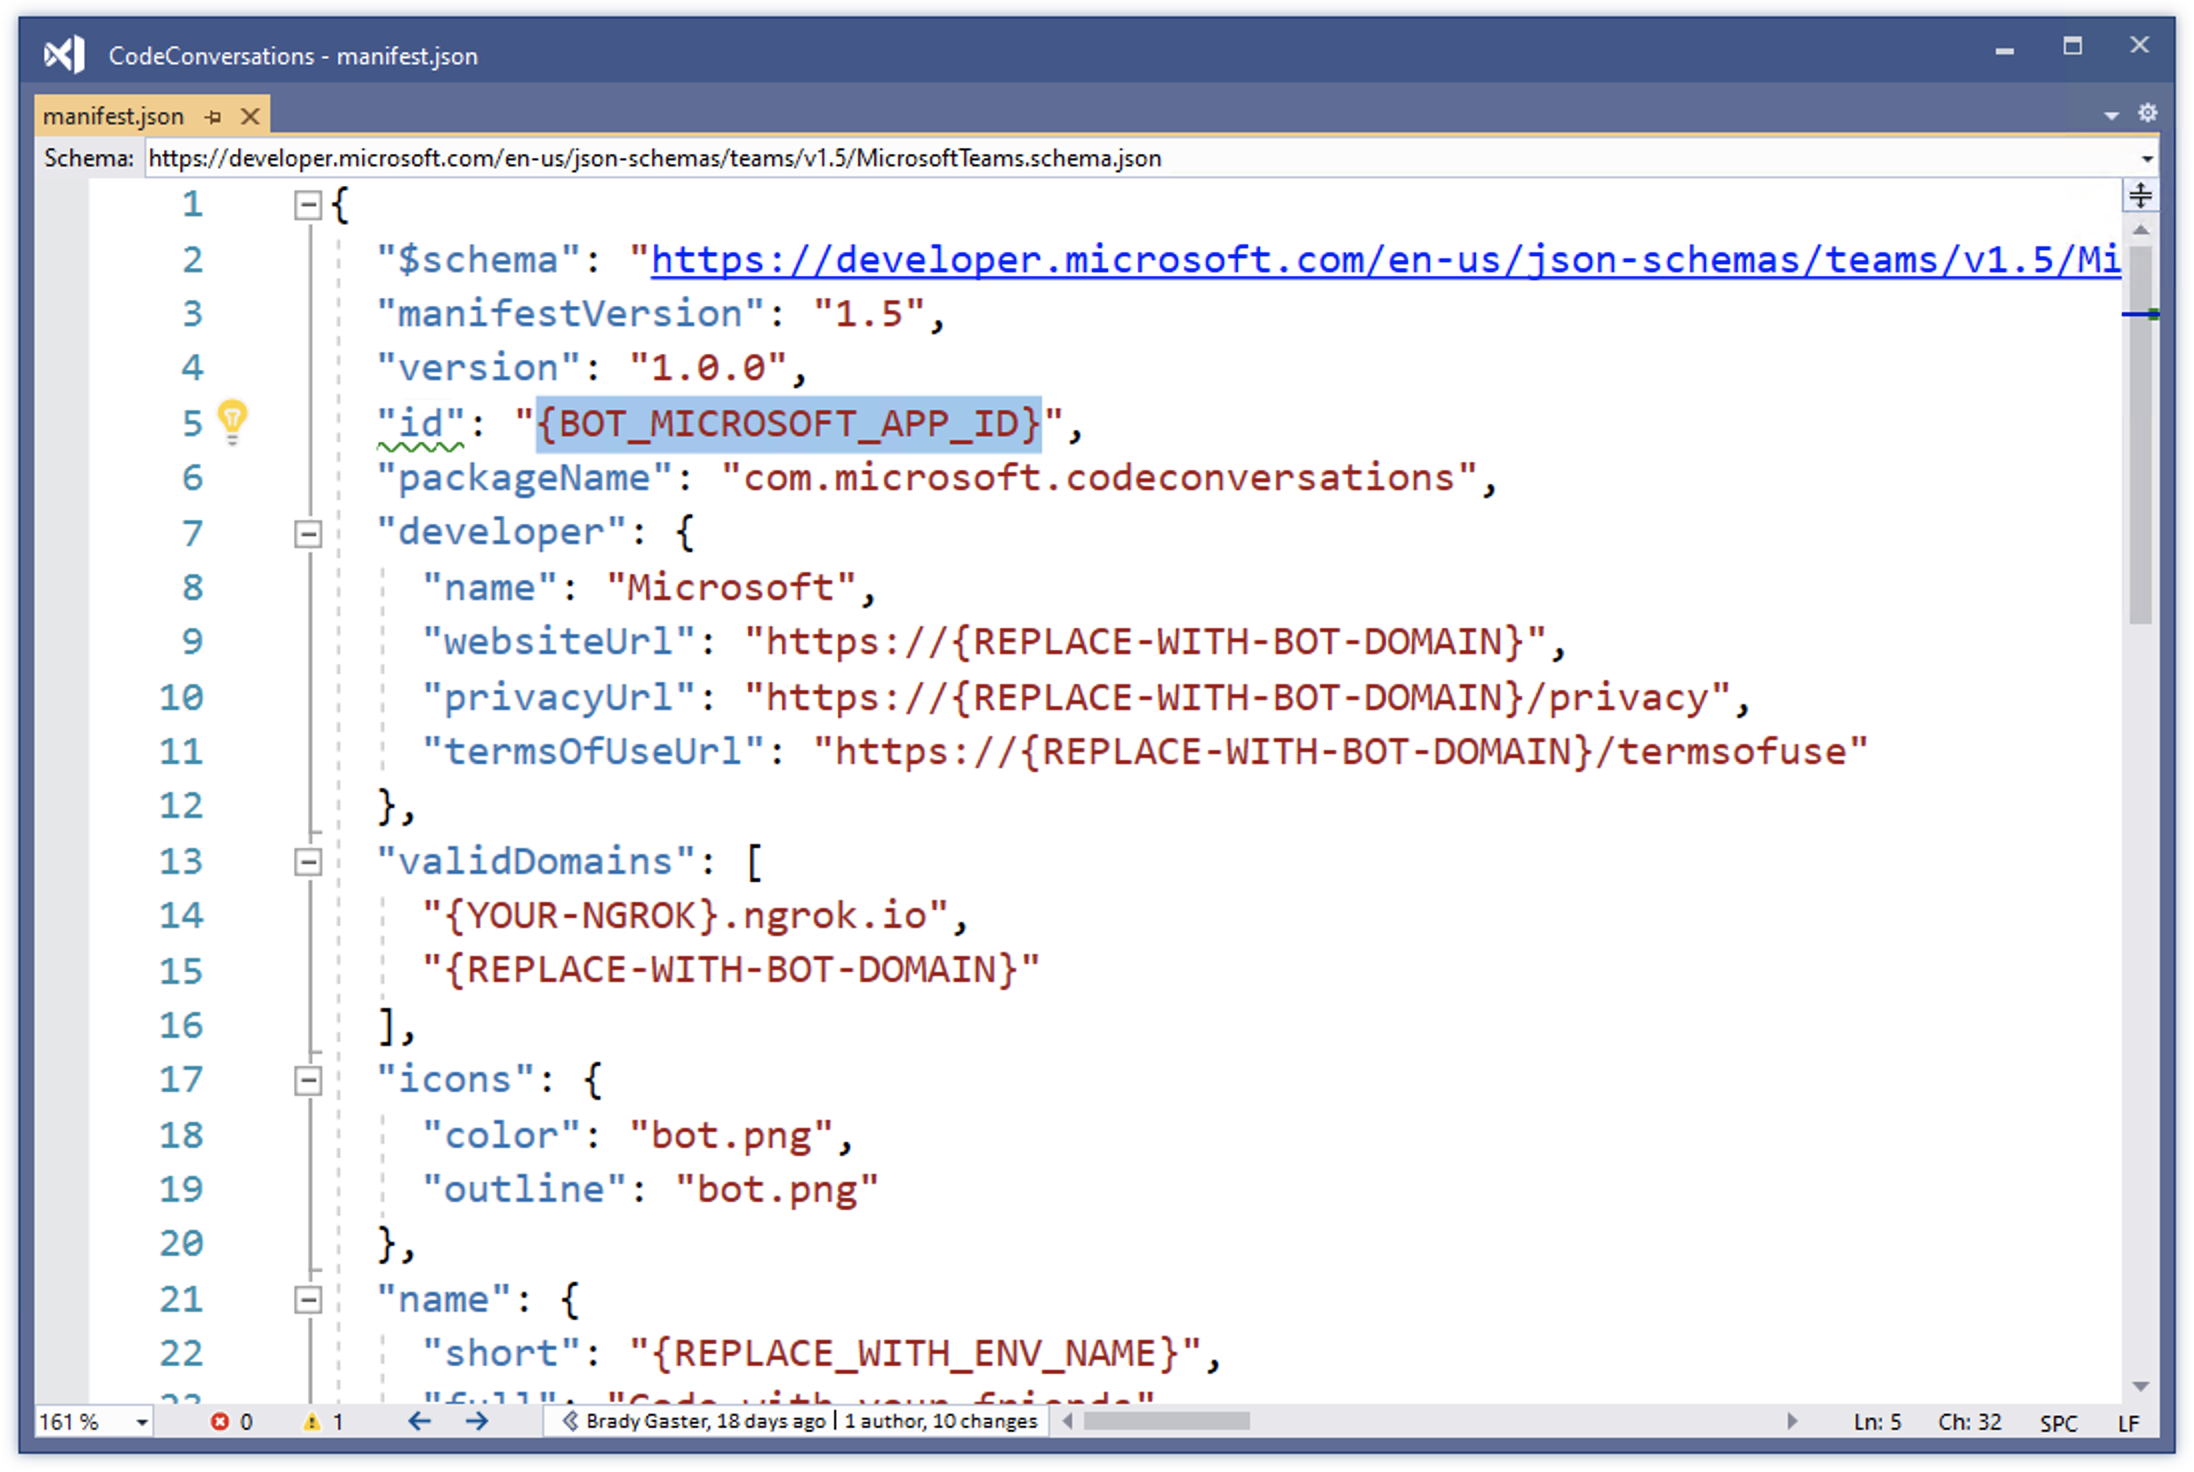 CodeConversations - manifest.json
manifest.json
Schema: https://developer.microsoft.com/en-us/json-schemas/teams/v1.5/MicrosoftTeams.schema.json
1 {
2 "$schema": "https://developer.microsoft.com/en-us/json-schemas/teams/v1.5/Mi
3 "manifestVersion": "1.5",
4 "version": "1.0.0",
5 "id": "{BOT_MICROSOFT_APP_ID}",
6 "packageName": "com.microsoft.codeconversations",
7 "developer": {
8 "name": "Microsoft",
9 "websiteUrl": "https://{REPLACE-WITH-BOT-DOMAIN}",
10 "privacyUrl": "https://{REPLACE-WITH-BOT-DOMAIN}/privacy",
11 "termsOfUseUrl": "https://{REPLACE-WITH-BOT-DOMAIN}/termsofuse"
12 },
13 "validDomains": [
14 "{YOUR-NGROK}.ngrok.io",
15 "{REPLACE-WITH-BOT-DOMAIN}"
16 ],
17 "icons": {
18 "color": "bot.png",
19 "outline": "bot.png"
20 },
21 "name": {
22 "short": "{REPLACE_WITH_ENV_NAME}",
23 "full": "Code with your friends"
161 % 0 1 Brady Gaster, 18 days ago | 1 author, 10 changes Ln: 5 Ch: 32 SPC LF